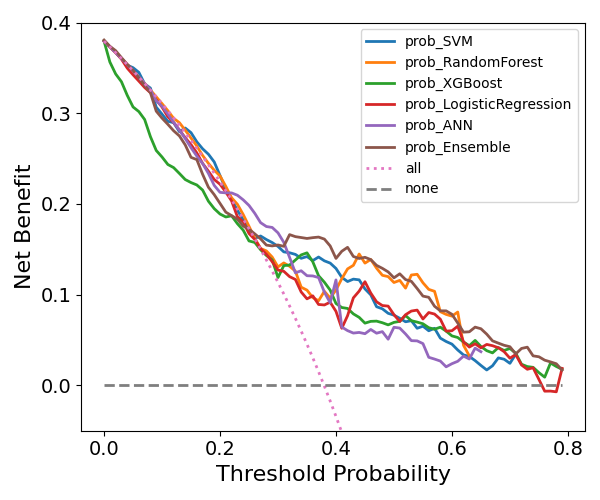 0.4
0.3
0.2
0.1
0.0
Net Benefit
prob_SVM
prob_RandomForest
prob_XGBoost
prob_LogisticRegression
prob_ANN
prob_Ensemble
all
none
0.0 0.2 0.4 0.6 0.8
Threshold Probability